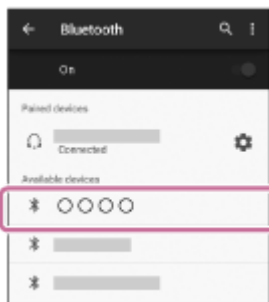 Bluetooth
On
Paired devices
Connected
Available devices
○○○○